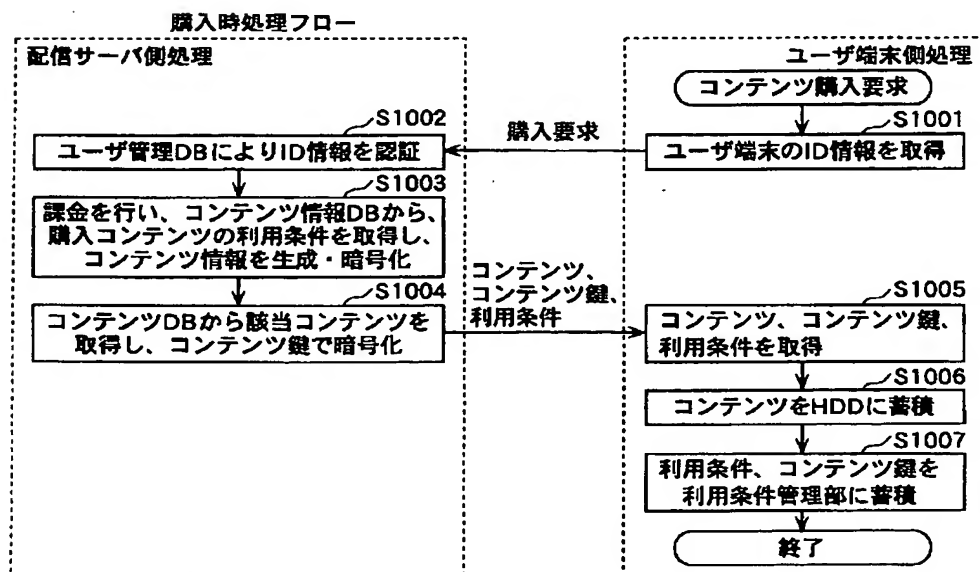 購入時処理フロー
配信サーバ側処理
S1002
ユーザ管理DBによりID情報を認証
S1003
課金を行い、コンテンツ情報DBから、
購入コンテンツの利用条件を取得し、
コンテンツ情報を生成・暗号化
S1004
コンテンツDBから該当コンテンツを
取得し、コンテンツ鍵で暗号化
購入要求
コンテンツ、
コンテンツ鍵、
利用条件
ユーザ端末側処理
コンテンツ購入要求
S1001
ユーザ端末のID情報を取得
S1005
コンテンツ、コンテンツ鍵、
利用条件を取得
S1006
コンテンツをHDDに蓄積
S1007
利用条件、コンテンツ鍵を
利用条件管理部に蓄積
終了